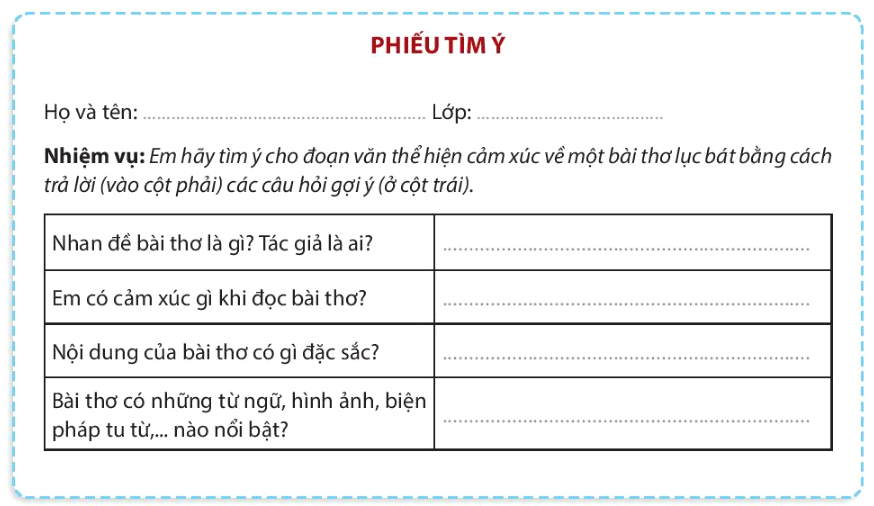 PHIẾU TÌM Ý
Họ và tên: ............................................................ Lớp: ........................................
Nhiệm vụ: Em hãy tìm ý cho đoạn văn thể hiện cảm xúc về một bài thơ lục bát bằng cách
trả lời (vào cột phải) các câu hỏi gợi ý (ở cột trái).
Nhan đề bài thơ là gì? Tác giả là ai? ........................................................................
Em có cảm xúc gì khi đọc bài thơ? ........................................................................
Nội dung của bài thơ có gì đặc sắc? ........................................................................
Bài thơ có những từ ngữ, hình ảnh, biện
pháp tu từ,... nào nổi bật? ........................................................................